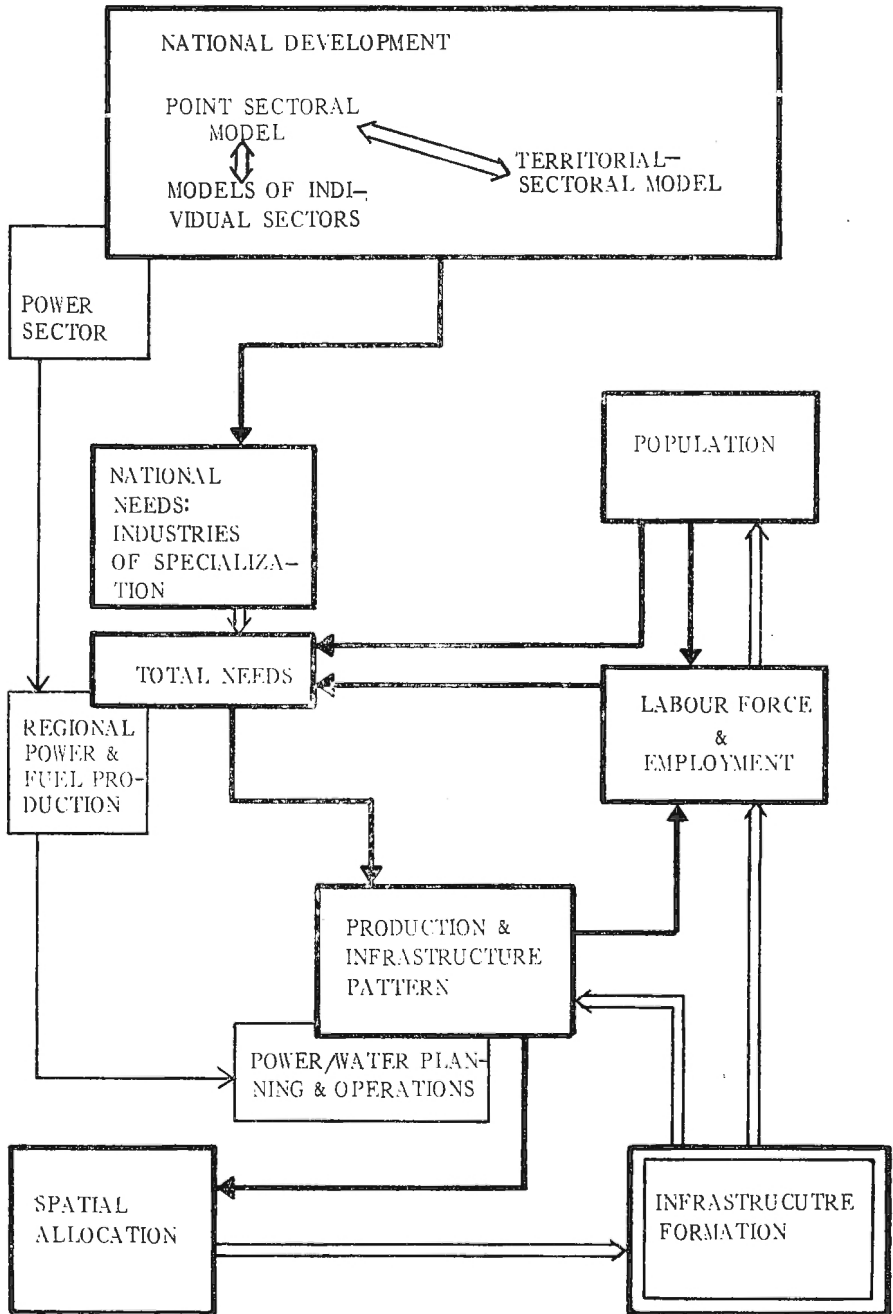 NATIONAL DEVELOPMENT
POINT SECTORAL
MODEL
TERRITORIAL-
SECTORAL MODEL
MODELS OF INDI-
VIDUAL SECTORS
POWER
SECTOR
NATIONAL
NEEDS:
INDUSTRIES
OF SPECIALIZA-
TION
POPULATION
TOTAL NEEDS
LABOUR FORCE
&
EMPLOYMENT
REGIONAL
POWER &
FUEL PRO-
DUCTION
PRODUCTION &
INFRASTRUCTURE
PATTERN
POWER/WATER PLAN-
NING & OPERATIONS
SPATIAL
ALLOCATION
INFRASTRUCUTRE
FORMATION